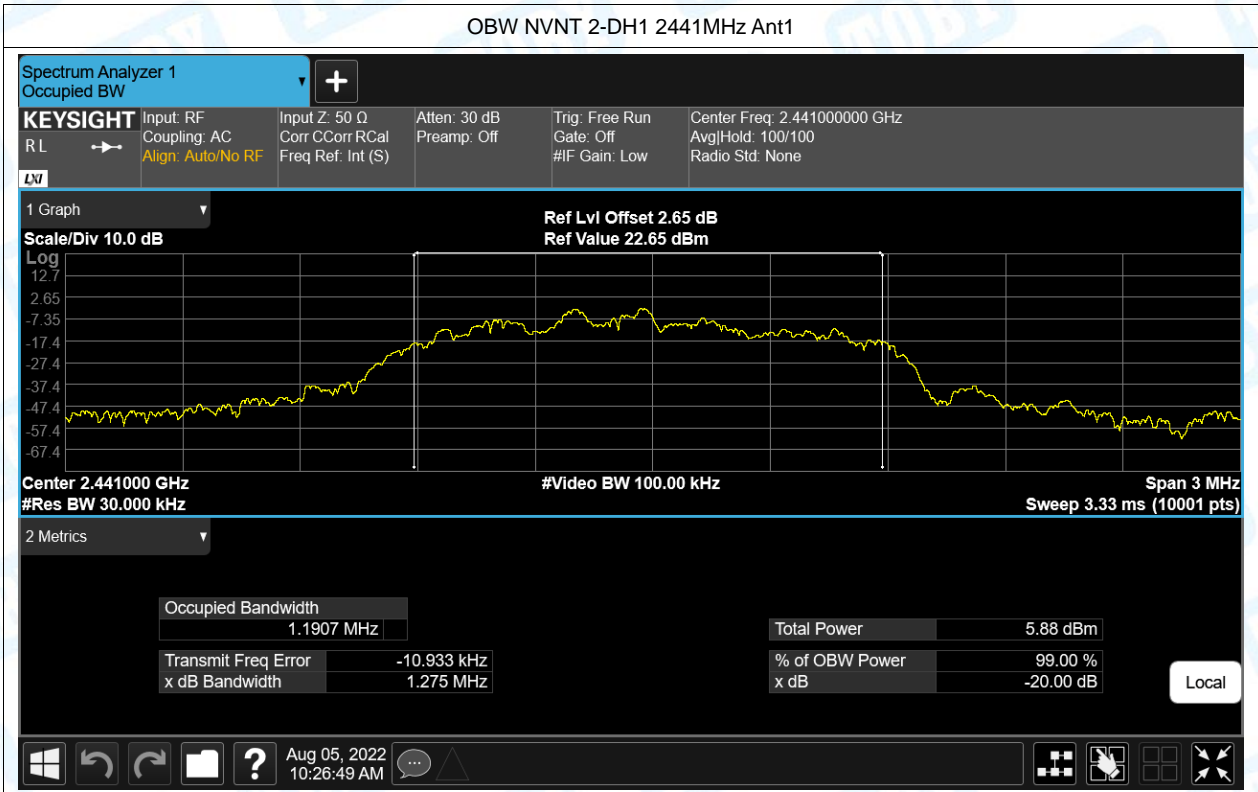 OBW NVNT 2-DH1 2441MHz Ant1
Spectrum Analyzer 1
Occupied BW
KEYSIGHT
R L
LXI
Input: RF
Coupling: AC
Align: Auto/No RF
Input Z: 50 Ω
Corr CCorr RCal
Freq Ref: Int (S)
Atten: 30 dB
Preamp: Off
Trig: Free Run
Gate: Off
#IF Gain: Low
Center Freq: 2.441000000 GHz
Avg|Hold: 100/100
Radio Std: None
1 Graph
Scale/Div 10.0 dB
Ref Lvl Offset 2.65 dB
Ref Value 22.65 dBm
Log
12.7
2.65
-7.35
-17.4
-27.4
-37.4
-47.4
-57.4
-67.4
Center 2.441000 GHz
#Video BW 100.00 kHz
Span 3 MHz
#Res BW 30.000 kHz
Sweep 3.33 ms (10001 pts)
2 Metrics
Occupied Bandwidth
1.1907 MHz
Total Power 5.88 dBm
Transmit Freq Error -10.933 kHz
% of OBW Power 99.00 %
x dB Bandwidth 1.275 MHz
x dB -20.00 dB
Local
?
Aug 05, 2022
10:26:49 AM